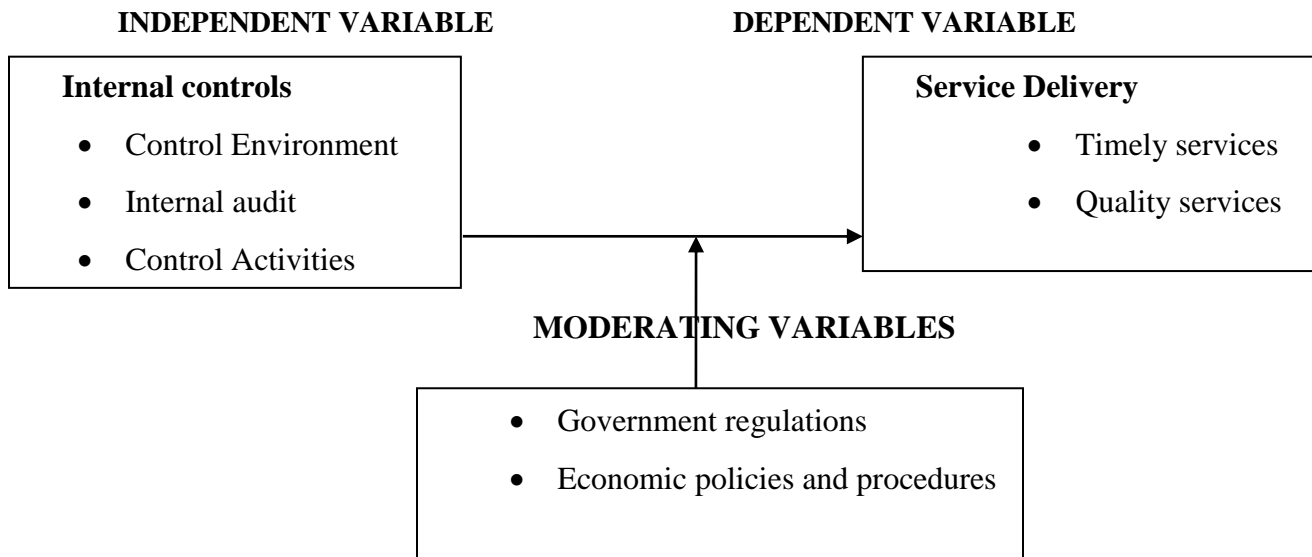 INDEPENDENT VARIABLE
DEPENDENT VARIABLE
Internal controls
• Control Environment
• Internal audit
• Control Activities
Service Delivery
• Timely services
• Quality services
MODERATING VARIABLES
• Government regulations
• Economic policies and procedures